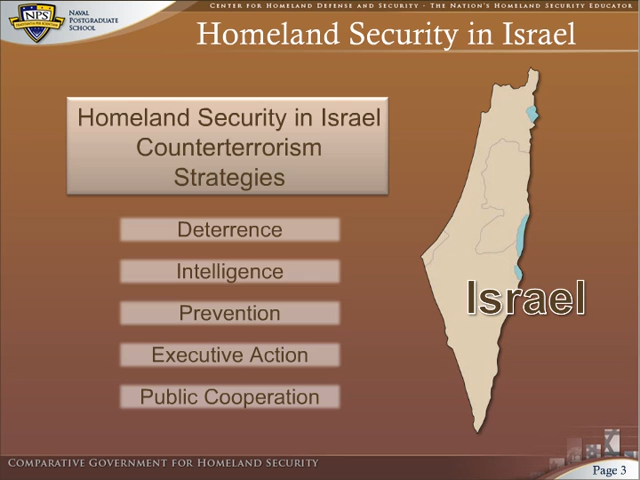 Center for Homeland Defense and Security - The Nation's Homeland Security Educator
NPS
Naval
Postgraduate
School
Homeland Security in Israel
Homeland Security in Israel
Counterterrorism
Strategies
Deterrence
Intelligence
Prevention
Executive Action
Public Cooperation
Israel
Comparative Government for Homeland Security
Page 3